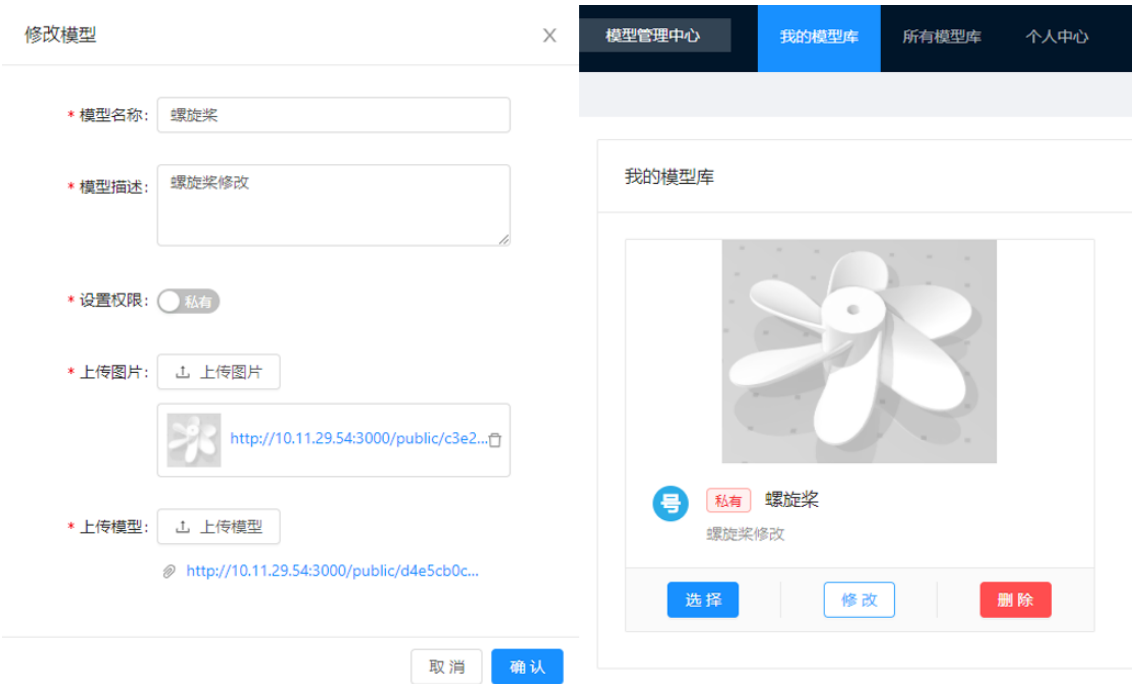 修改模型
* 模型名称:
螺旋桨
* 模型描述:
螺旋桨修改
* 设置权限:
私有
* 上传图片:
上传图片
http://10.11.29.54:3000/public/c3e2...
* 上传模型:
上传模型
http://10.11.29.54:3000/public/d4e5cb0c...
取消
确认
模型管理中心
我的模型库
所有模型库
个人中心
我的模型库
号
私有
螺旋桨
螺旋桨修改
选择
修改
删除